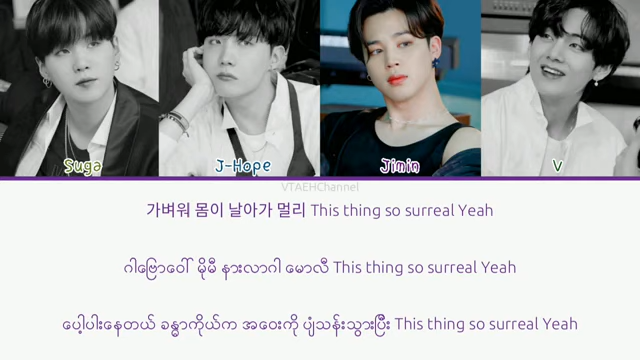 Suga
J-Hope
Jimin
V
VTAEHChannel
가벼워 몸이 날아가 멀리 This thing so surreal Yeah
ဂါဗြောဝေါ် မိုမီ နားလာဂါ မောလီ This thing so surreal Yeah
ပေါ့ပါးနေတယ် ခန္ဓာကိုယ်က အဝေးကို ပျံသန်းသွားပြီး This thing so surreal Yeah